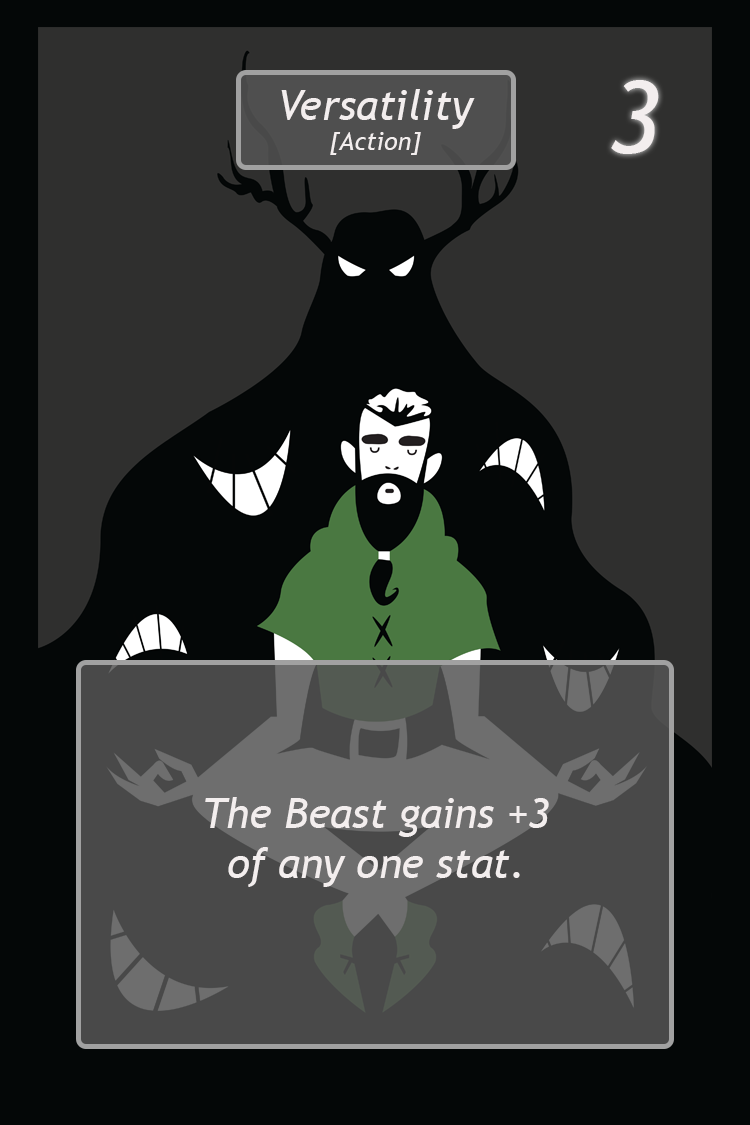 Versatility
[Action]
3
The Beast gains +3
of any one stat.